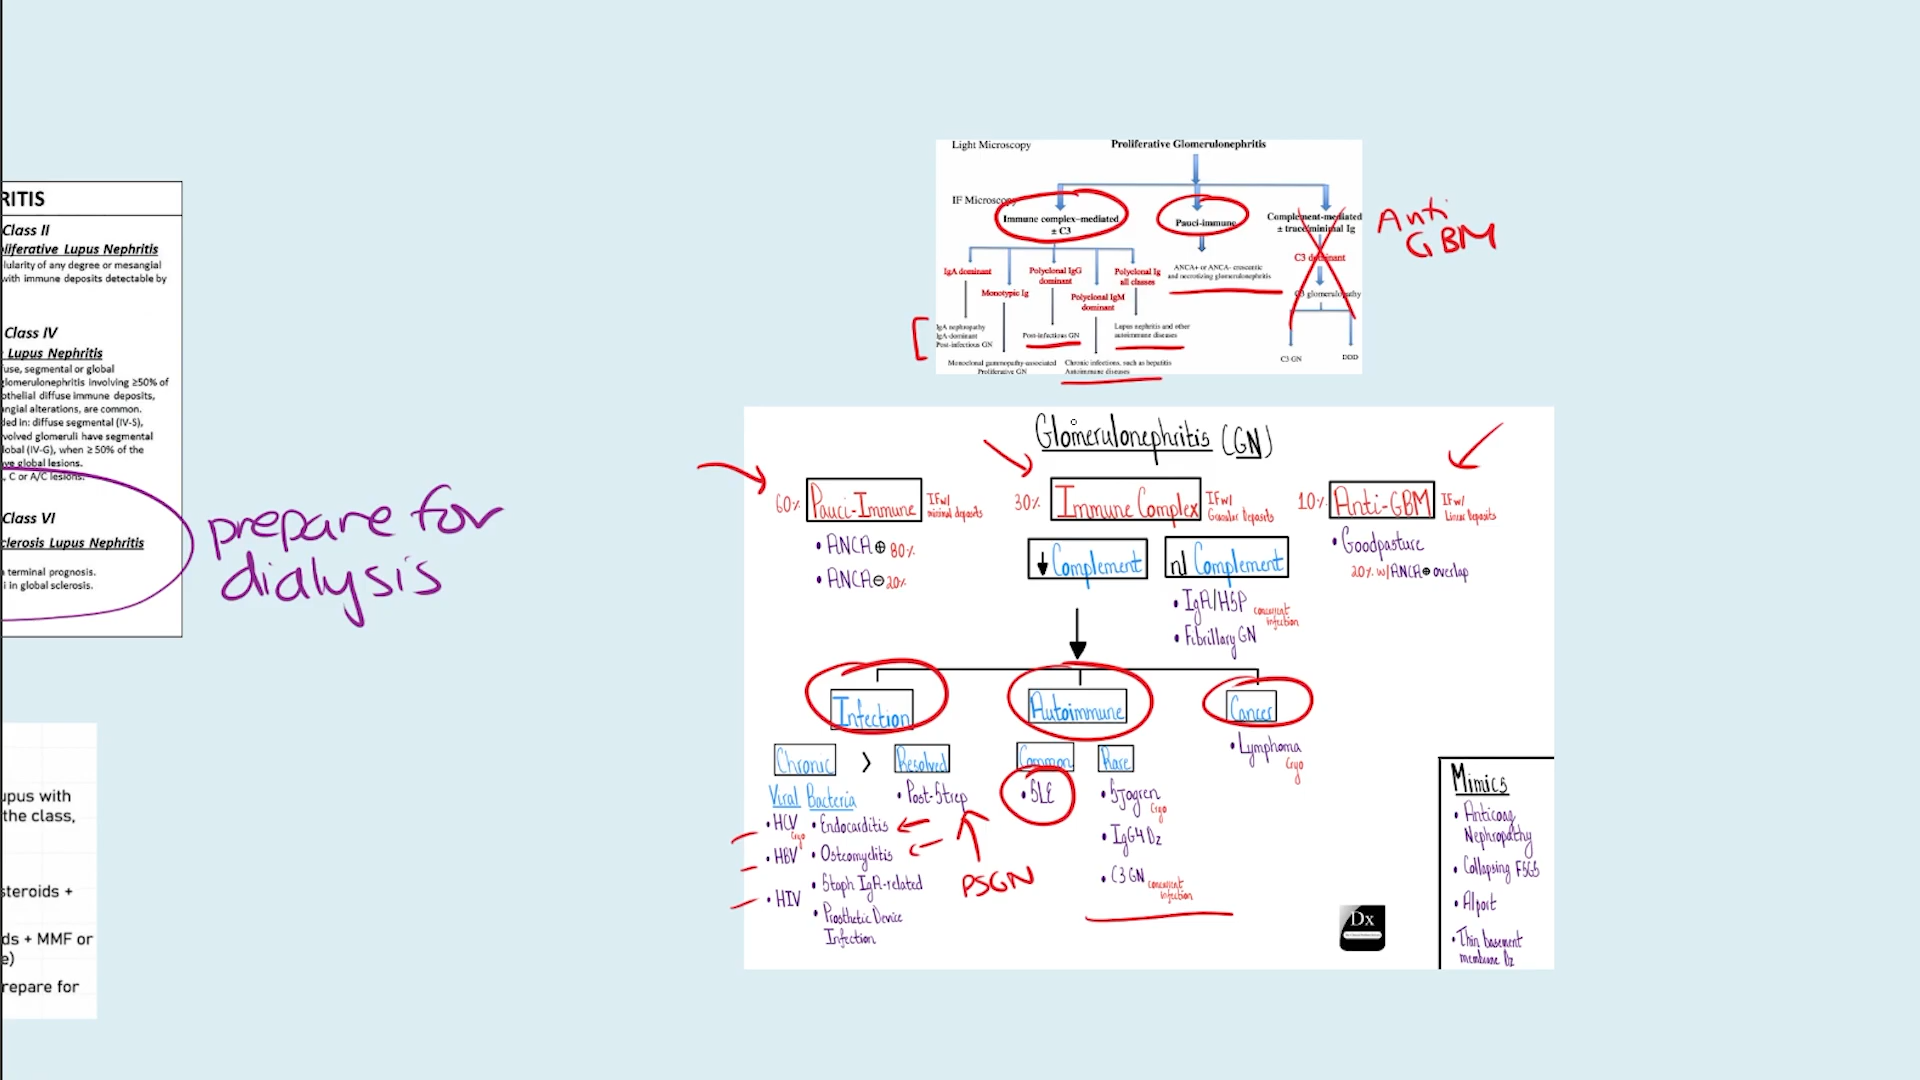 RITIS
Class II
liferative Lupus Nephritis
lularity of any degree or mesangial
with immune deposits detectable by
Class IV
Lupus Nephritis
fuse, segmental or global
glomerulonephritis involving ≥50% of
othelial diffuse immune deposits,
angial alterations, are common.
ded in: diffuse segmental (IV-S),
volved glomeruli have segmental
lobal (IV-G), when ≥ 50% of the
ve global lesions.
, C or A/C lesions.
Class VI
clerosis Lupus Nephritis
terminal prognosis.
i in global sclerosis.
prepare for
dialysis
upus with
the class,
steroids +
ds + MMF or
e)
repare for
Light Microscopy
Proliferative Glomerulonephritis
IF Microscopy
Immune complex–mediated
± C3
Pauci-immune
Complement-mediated
± trace/minimal Ig
Anti
GBM
C3 dominant
C3 glomerulopathy
C3 GN
DDD
ANCA+ or ANCA- crescentic
and necrotizing glomerulonephritis
IgA dominant
Monotypic Ig
Polyclonal IgG
dominant
Polyclonal IgM
dominant
Polyclonal Ig
all classes
IgA nephropathy
IgA dominant
Post-infectious GN
Monoclonal gammopathy-associated
Proliferative GN
Post-infectious GN
Chronic infections, such as hepatitis
Autoimmune diseases
Lupus nephritis and other
autoimmune diseases
Glomerulonephritis (GN)
60% Pauci-Immune IF w/
minimal deposits
• ANCA ⊕ 80%
• ANCA ⊖ 20%
30% Immune Complex IF w/
Granular Deposits
↓ Complement
nl Complement
• IgA/HSP concurrent
infection
• Fibrillary GN
10% Anti-GBM IF w/
Linear Deposits
• Goodpasture
20% w/ ANCA ⊕ overlap
Infection
Autoimmune
Cancer
Chronic > Resolved
Viral Bacteria
• HCV
Cryo
• HBV
• HIV
• Endocarditis
• Osteomyelitis
• Staph IgA-related
• Prosthetic Device
Infection
• Post-Strep
PSGN
Common
• SLE
Rare
• Sjogren
Cryo
• IgG4 Dz
• C3 GN concurrent
infection
• Lymphoma
Cryo
Dx
Mimics
• Anticoag
Nephropathy
• Collapsing FSGS
• Alport
• Thin basement
membrane Dz